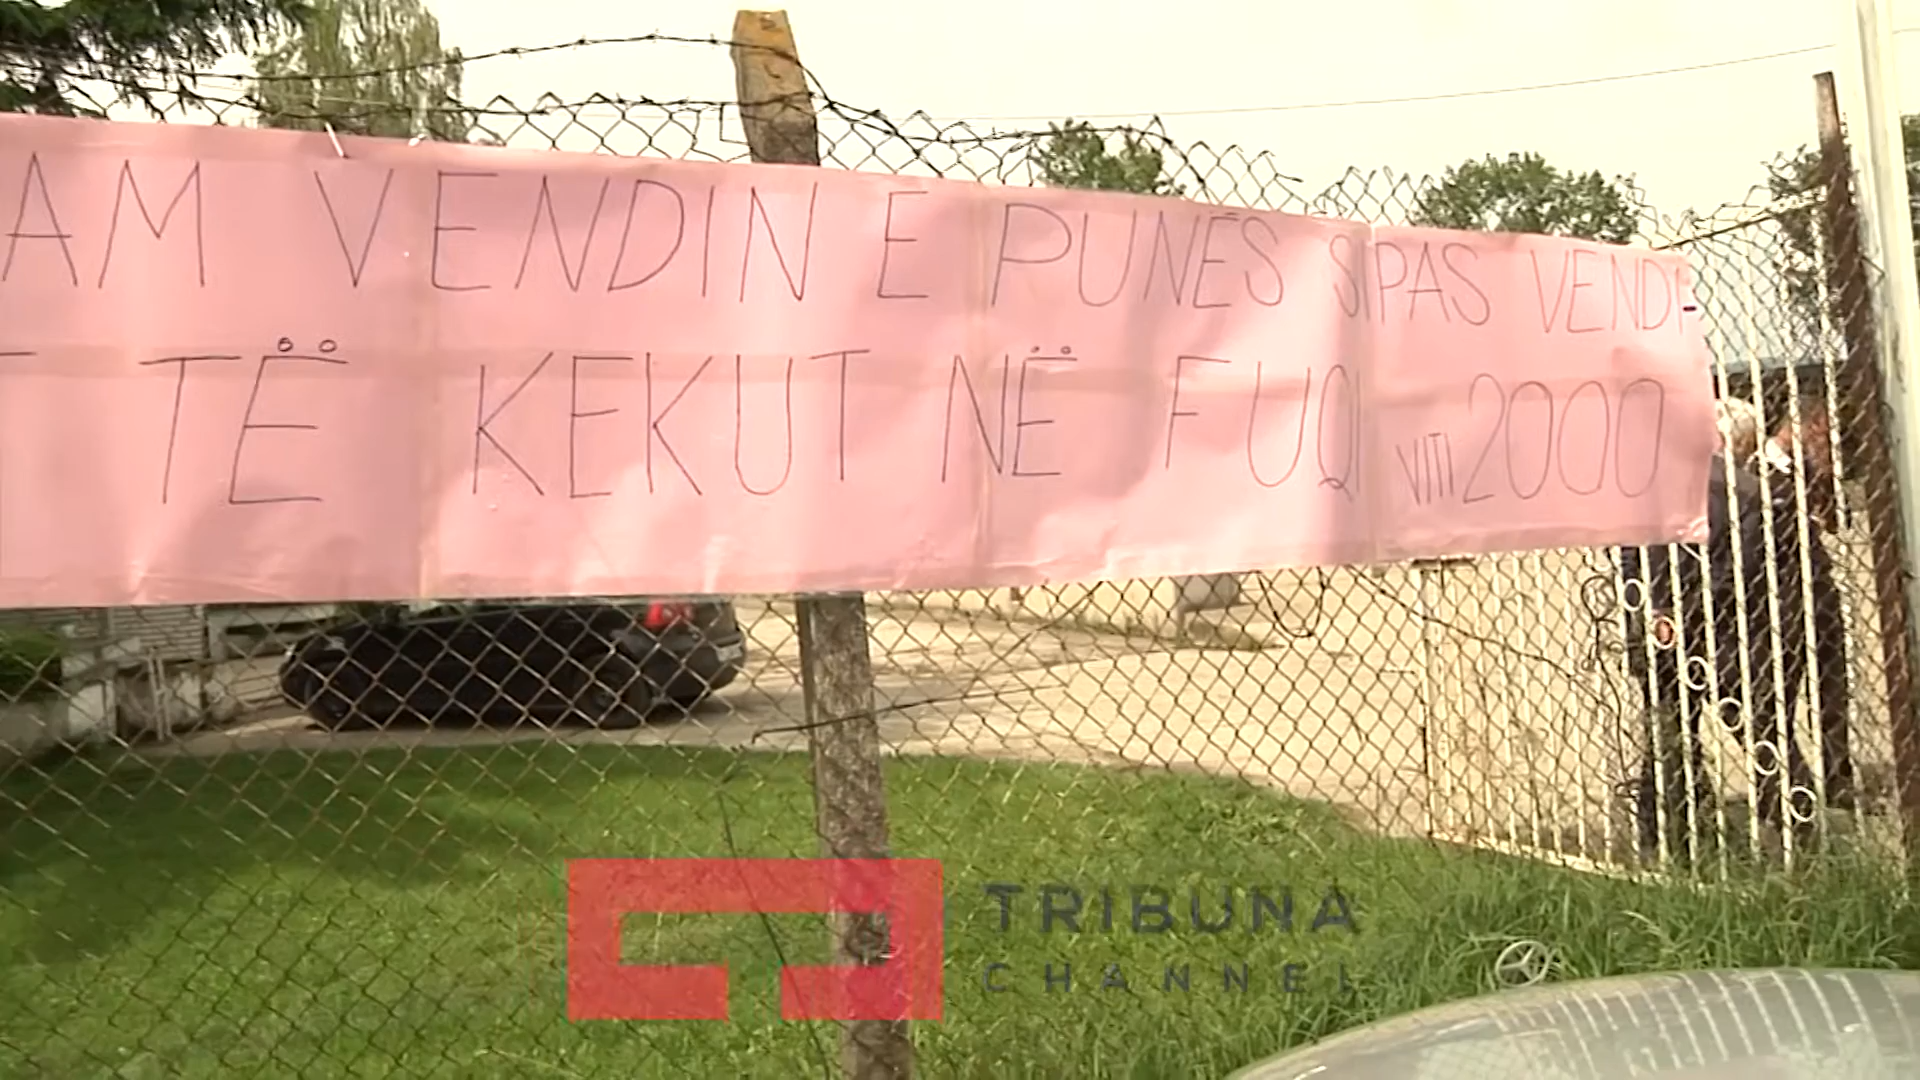 AM VENDIN E PUNËS SIPAS VENDI
TË KEKUT NË FUQI VITI 2000
TRIBUNA
CHANNEL